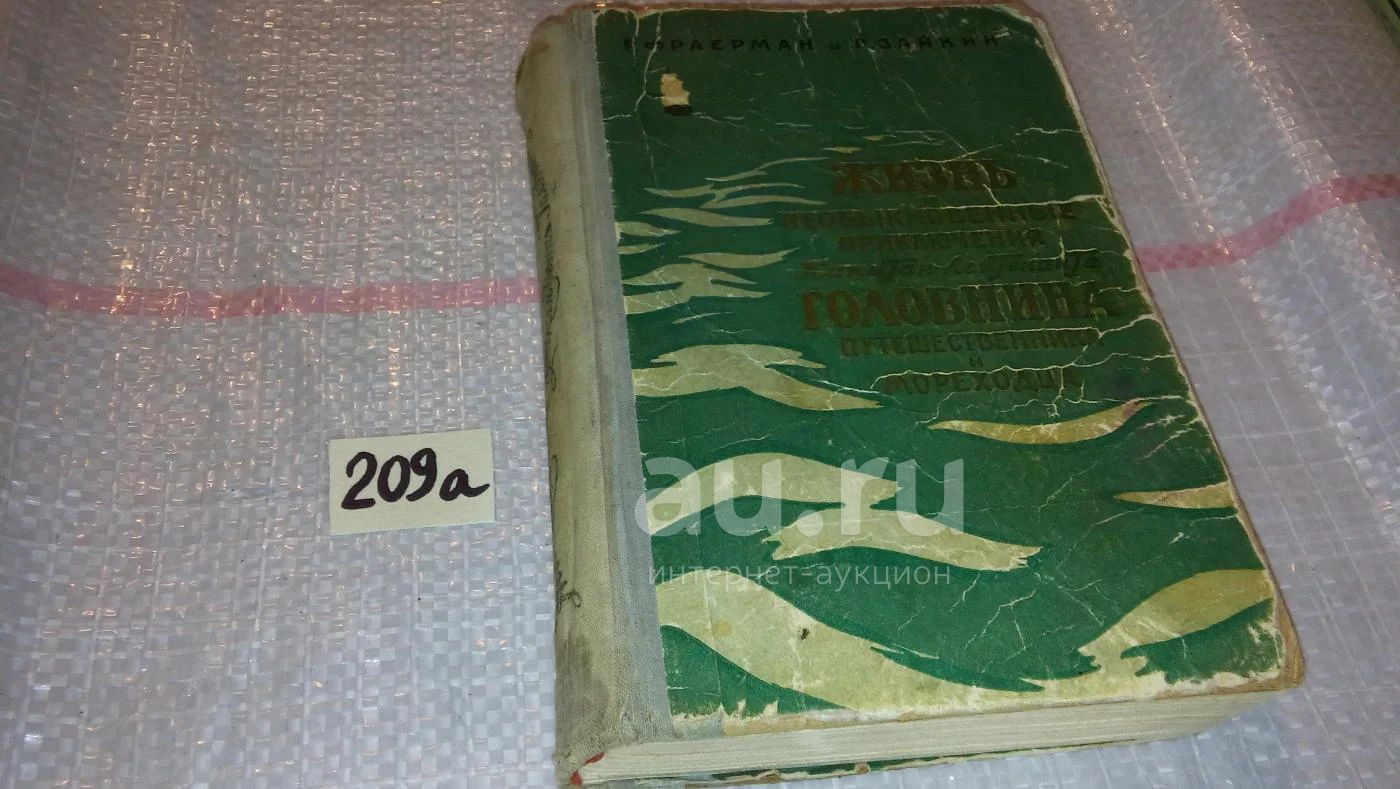 Р. ФРАЕРМАН и П. ЗАЙКИН
ЖИЗНЬ
НЕОБЫКНОВЕННЫЕ
ПРИКЛЮЧЕНИЯ
Капитан-Лейтенанта
ГОЛОВНИНА
ПУТЕШЕСТВЕННИКА
И
МОРЕХОДЦА
209а
au.ru
интернет-аукцион